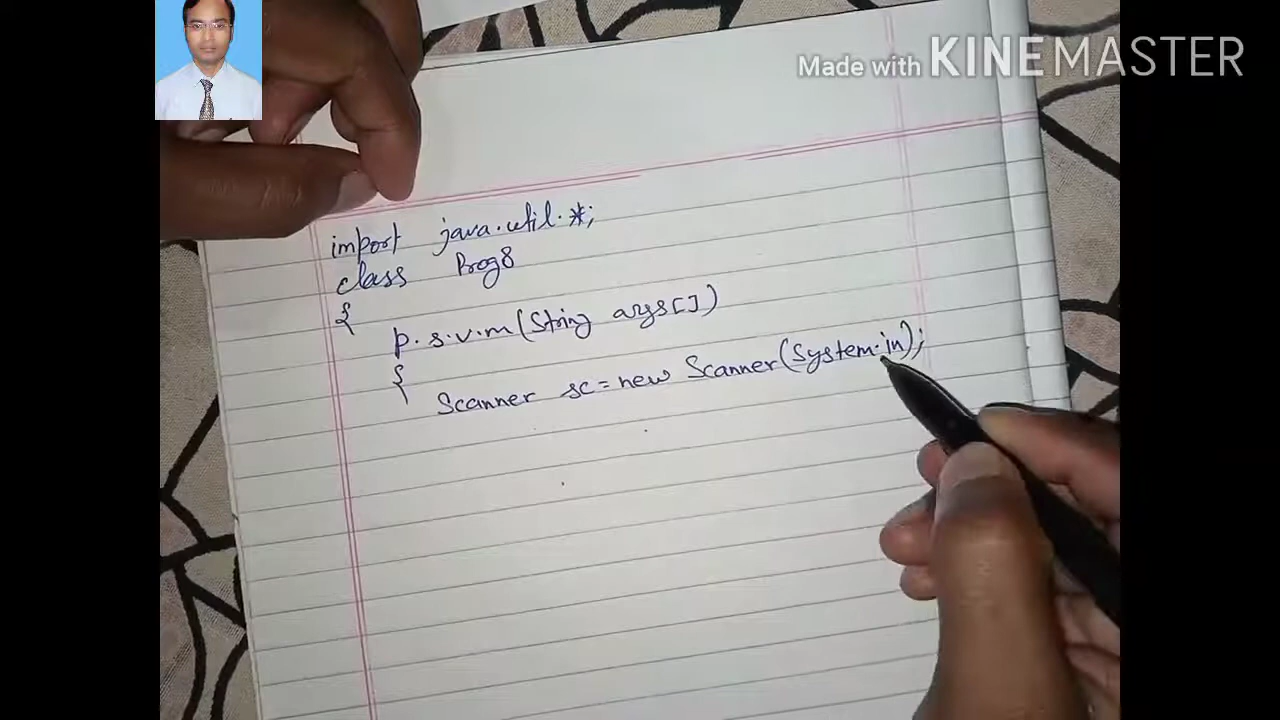 Made with KINEMASTER
import java.util.*;
class Prog8
{
p.s.v.m(String args[])
{
Scanner sc=new Scanner(System.in);